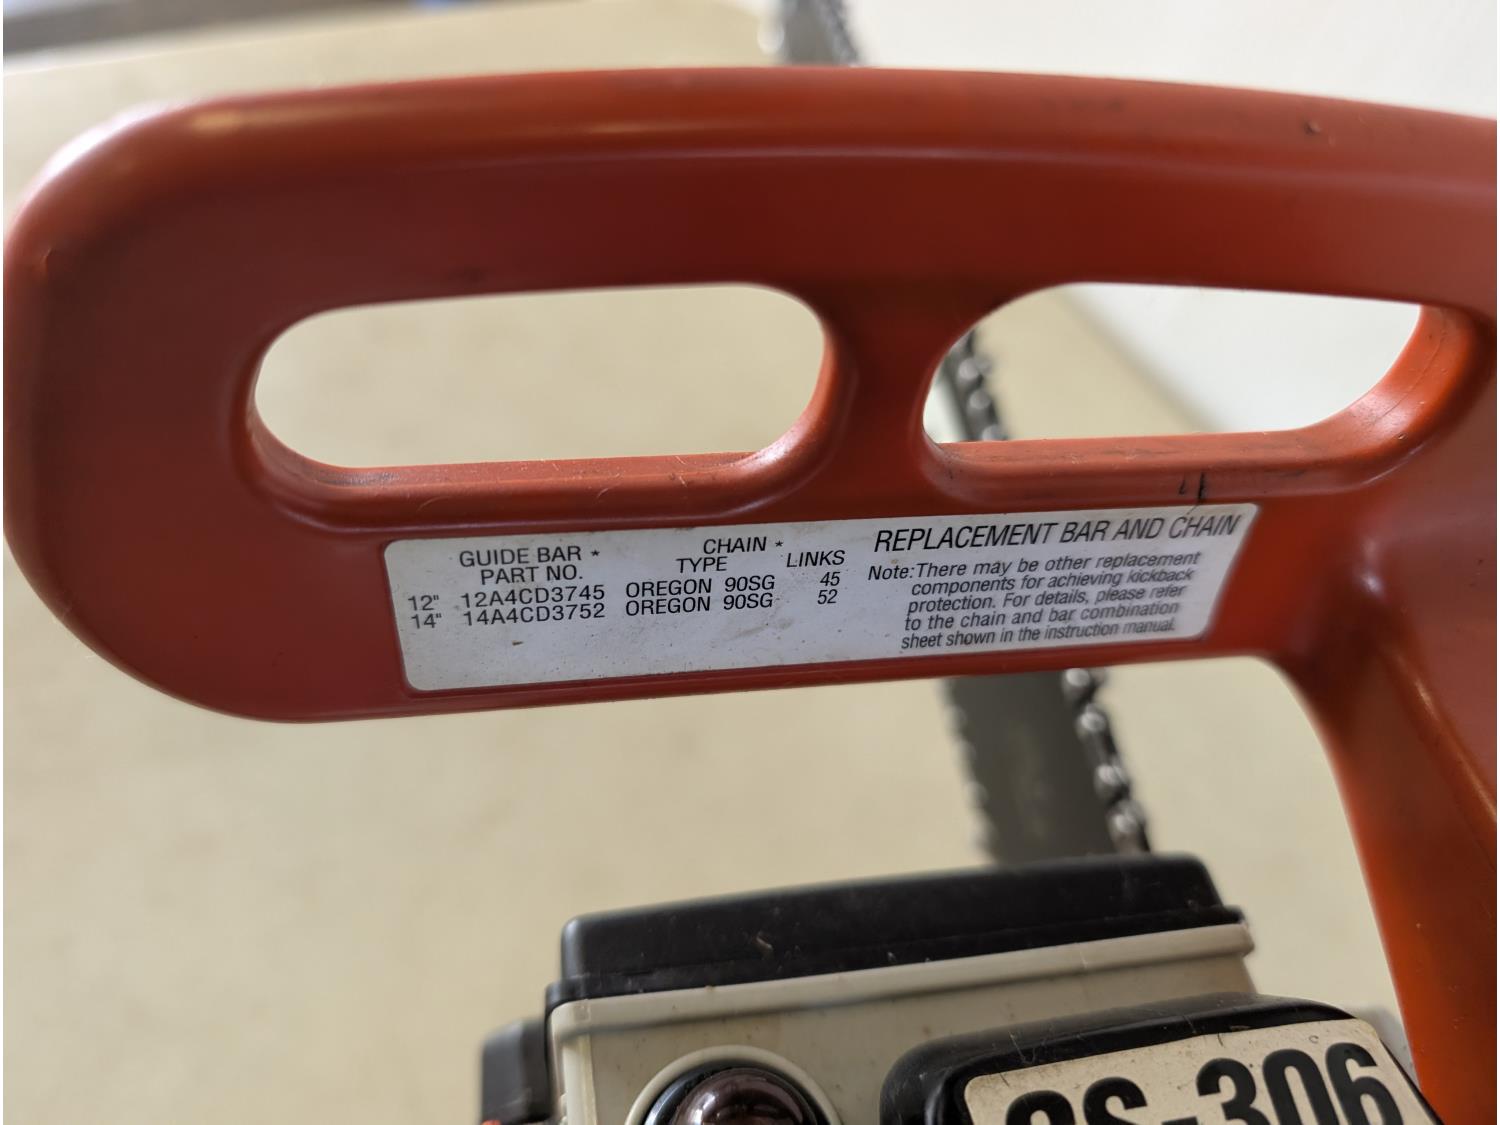 GUIDE BAR * CHAIN *
PART NO. TYPE LINKS
12" 12A4CD3745 OREGON 90SG 45
14" 14A4CD3752 OREGON 90SG 52
REPLACEMENT BAR AND CHAIN
Note: There may be other replacement
components for achieving kickback
protection. For details, please refer
to the chain and bar combination
sheet shown in the instruction manual.
CS-306